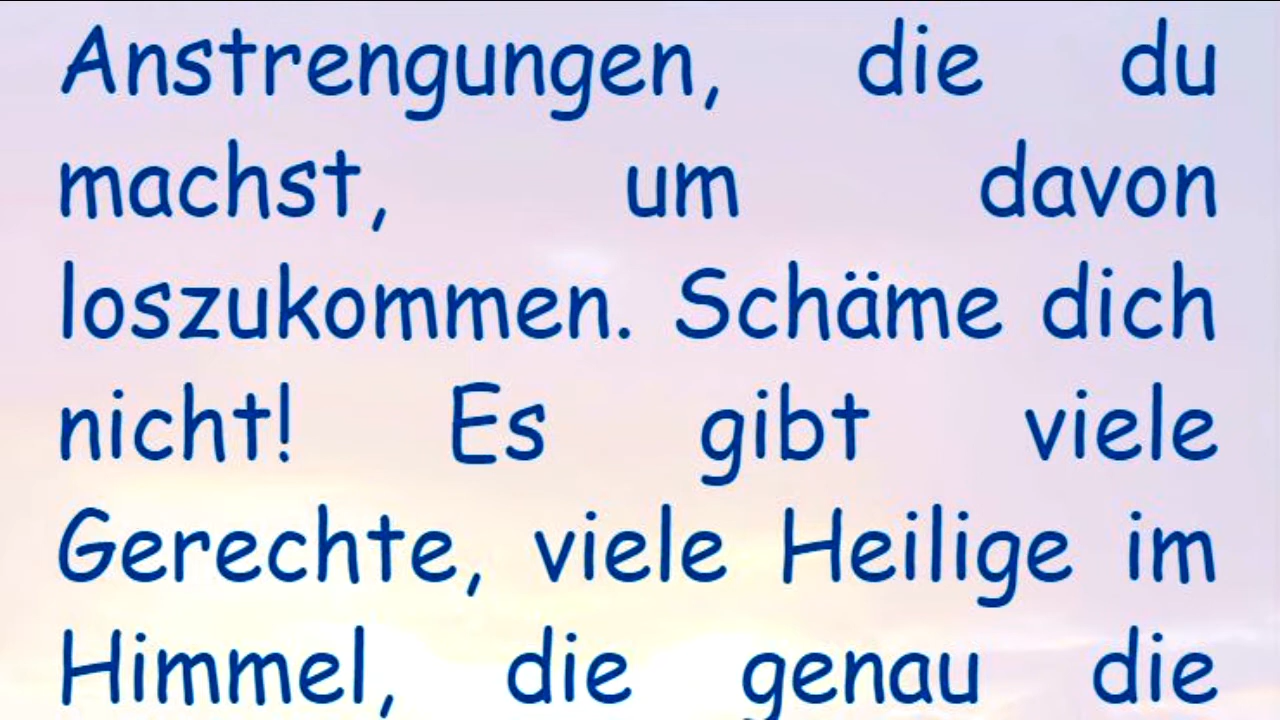 Anstrengungen, die du
machst, um davon
loszukommen. Schäme dich
nicht! Es gibt viele
Gerechte, viele Heilige im
Himmel, die genau die